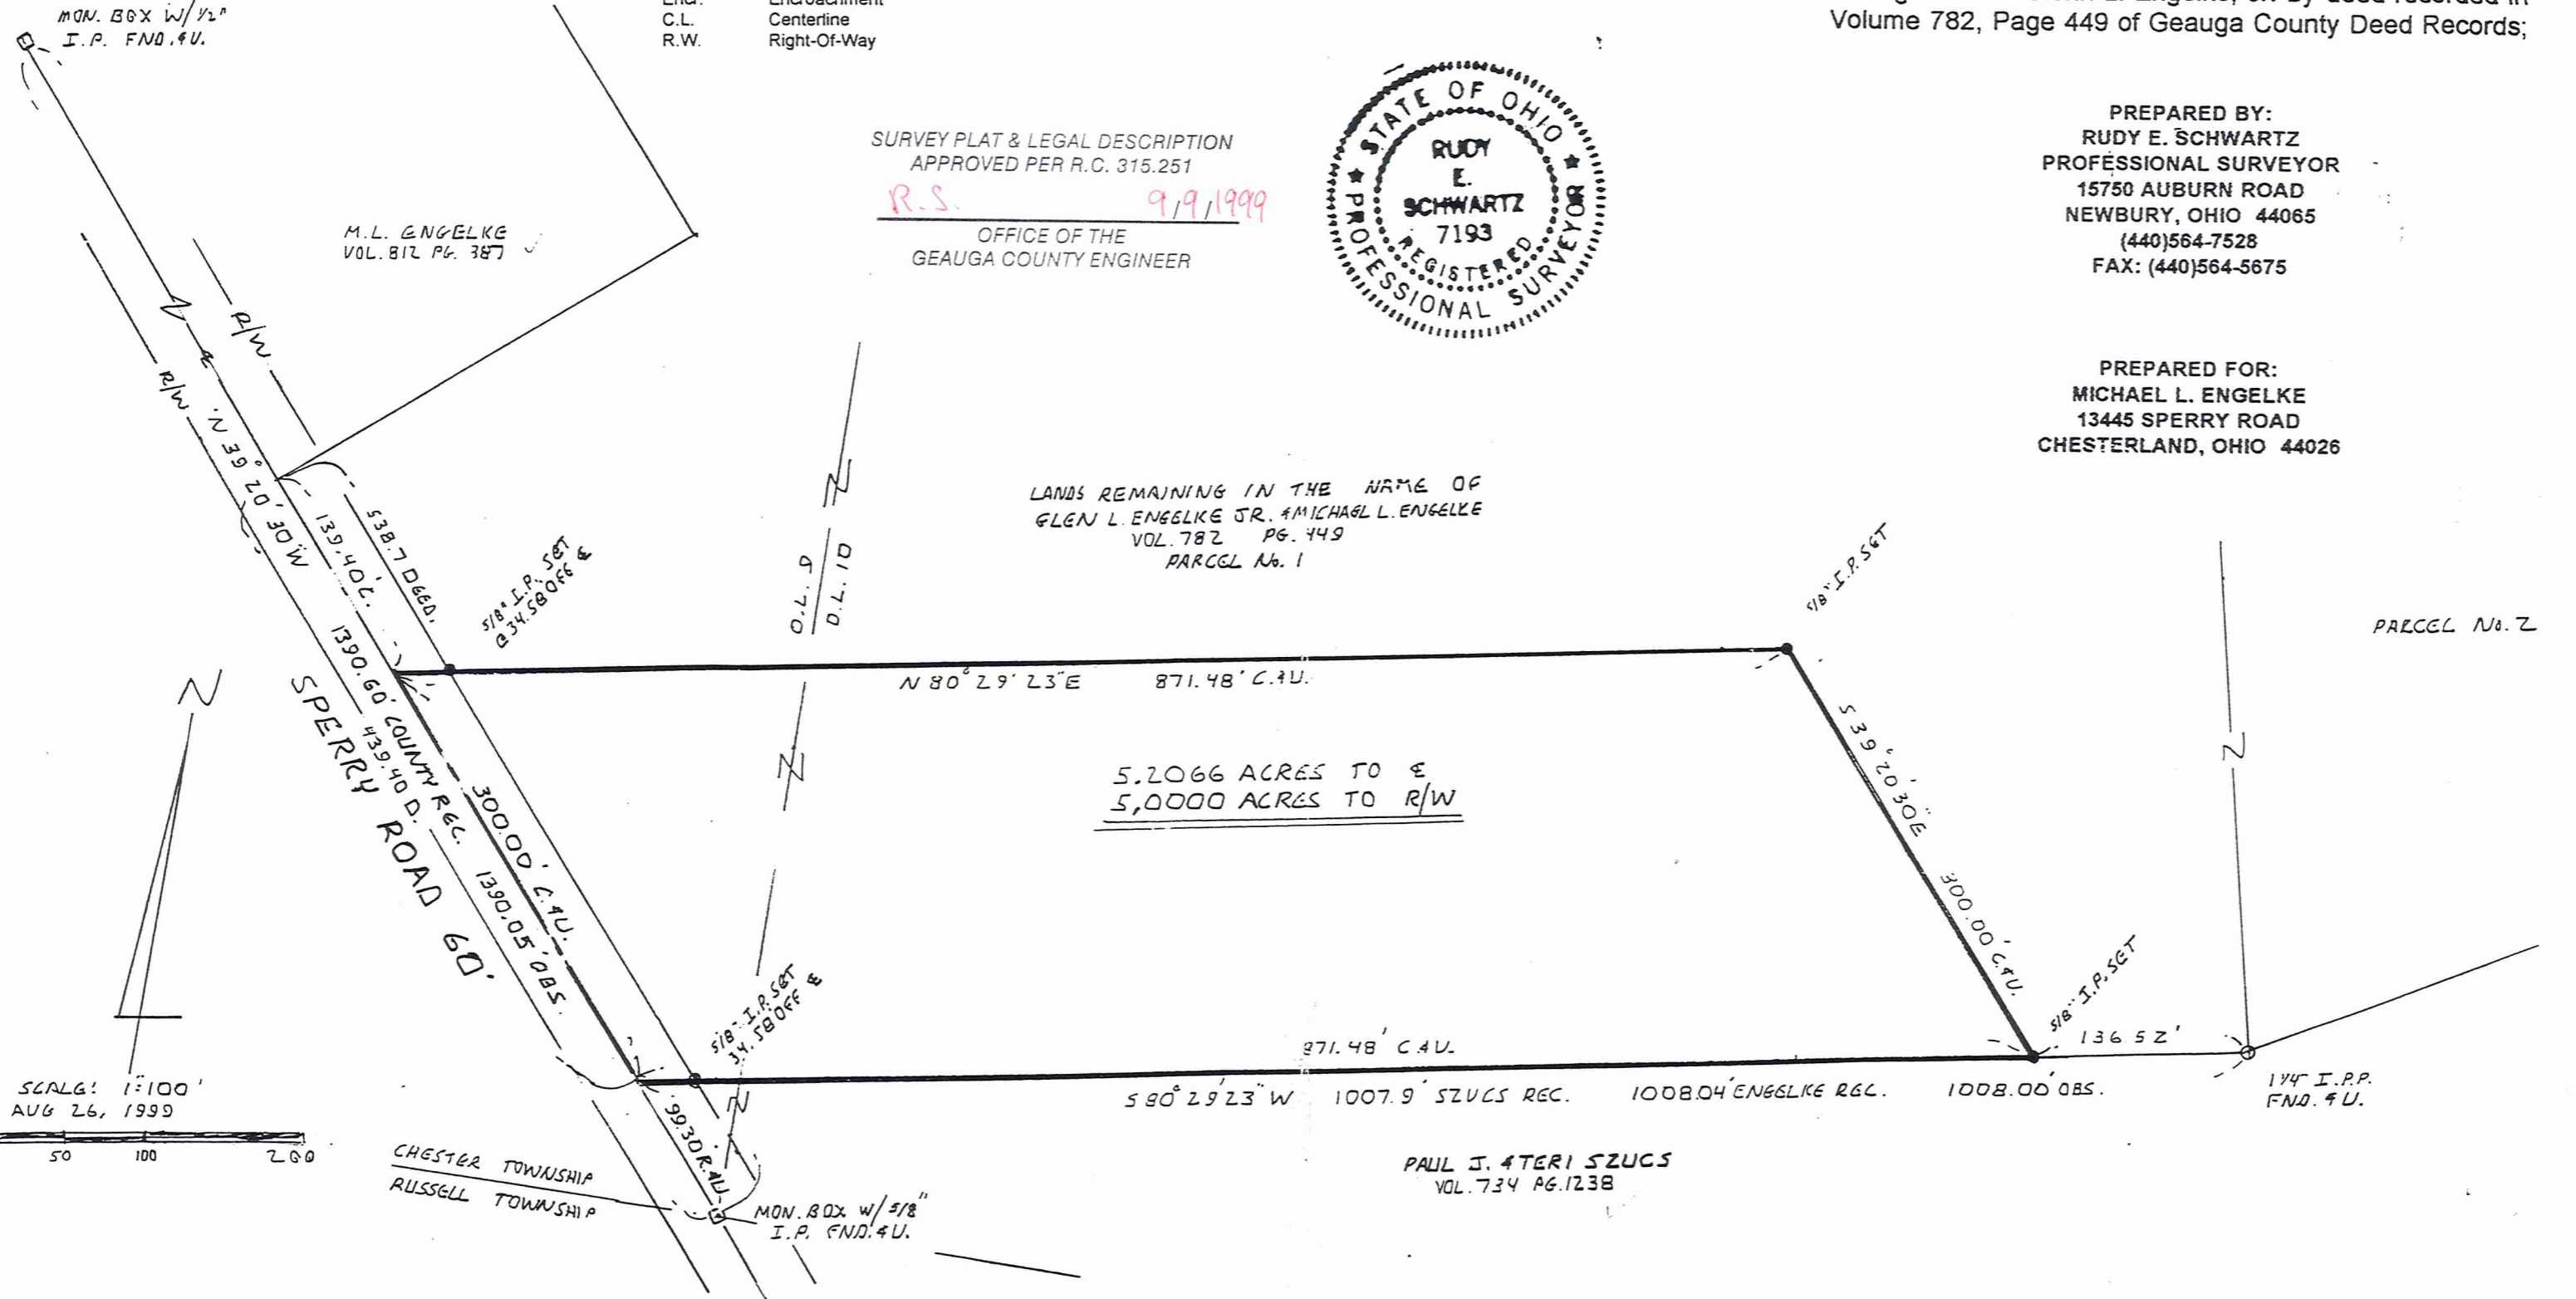 MON. BOX W/ 1/2"
I.P. FND. & U.
C.L. Centerline
R.W. Right-Of-Way
Volume 782, Page 449 of Geauga County Deed Records;
SURVEY PLAT & LEGAL DESCRIPTION
APPROVED PER R.C. 315.251
R.S. 9/9/1999
OFFICE OF THE
GEAUGA COUNTY ENGINEER
STATE OF OHIO
RUDY
E.
SCHWARTZ
7193
REGISTERED
PROFESSIONAL SURVEYOR
PREPARED BY:
RUDY E. SCHWARTZ
PROFESSIONAL SURVEYOR
15750 AUBURN ROAD
NEWBURY, OHIO 44065
(440)564-7528
FAX: (440)564-5675
PREPARED FOR:
MICHAEL L. ENGELKE
13445 SPERRY ROAD
CHESTERLAND, OHIO 44026
M.L. ENGELKE
VOL. 812 PG. 387
R/W
R/W
N 39° 20' 30" W
139.40' C.
538.7 DEED.
5/8" I.P. SET
@ 34.58 OFF ℄
O.L. 9
O.L. 10
LANDS REMAINING IN THE NAME OF
GLEN L. ENGELKE JR. & MICHAEL L. ENGELKE
VOL. 782 PG. 449
PARCEL No. 1
5/8" I.P. SET
PARCEL No. 2
N 80° 29' 23" E 871.48' C.&U.
N
SPERRY ROAD 60'
1390.60' COUNTY REC. 1390.05' OBS.
439.40 D.
300.00' C.&U.
5.2066 ACRES TO ℄
5.0000 ACRES TO R/W
S 39° 20' 30" E
300.00' C.&U.
5/8" I.P. SET
34.58 OFF ℄
5/8" I.P. SET
136.52'
871.48' C.&U.
S 80° 29' 23" W 1007.9' SZUCS REC. 1008.04' ENGELKE REC. 1008.00' OBS.
1 1/4" I.P.P.
FND. & U.
SCALE: 1"=100'
AUG 26, 1999
50 100 200
99.30 R.&U.
CHESTER TOWNSHIP
RUSSELL TOWNSHIP
MON. BOX W/ 5/8"
I.P. FND. & U.
PAUL J. & TERI SZUCS
VOL. 734 PG. 1238